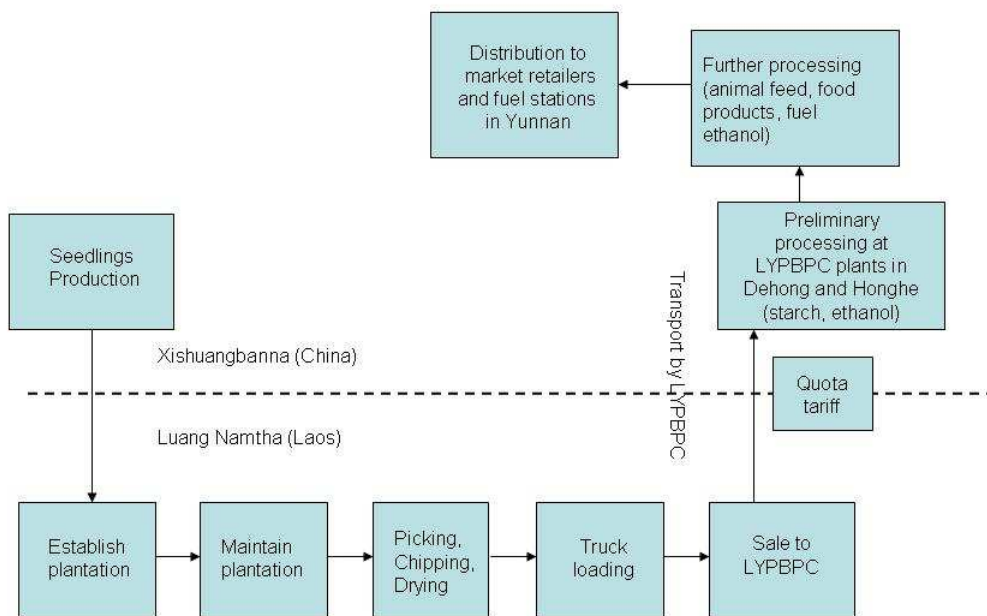 Distribution to
market retailers
and fuel stations
in Yunnan
Further processing
(animal feed, food
products, fuel
ethanol)
Seedlings
Production
Preliminary
processing at
LYPBPC plants in
Dehong and Honghe
(starch, ethanol)
Transport by LYPBPC
Xishuangbanna (China)
Quota
tariff
Luang Namtha (Laos)
Establish
plantation
Maintain
plantation
Picking,
Chipping,
Drying
Truck
loading
Sale to
LYPBPC